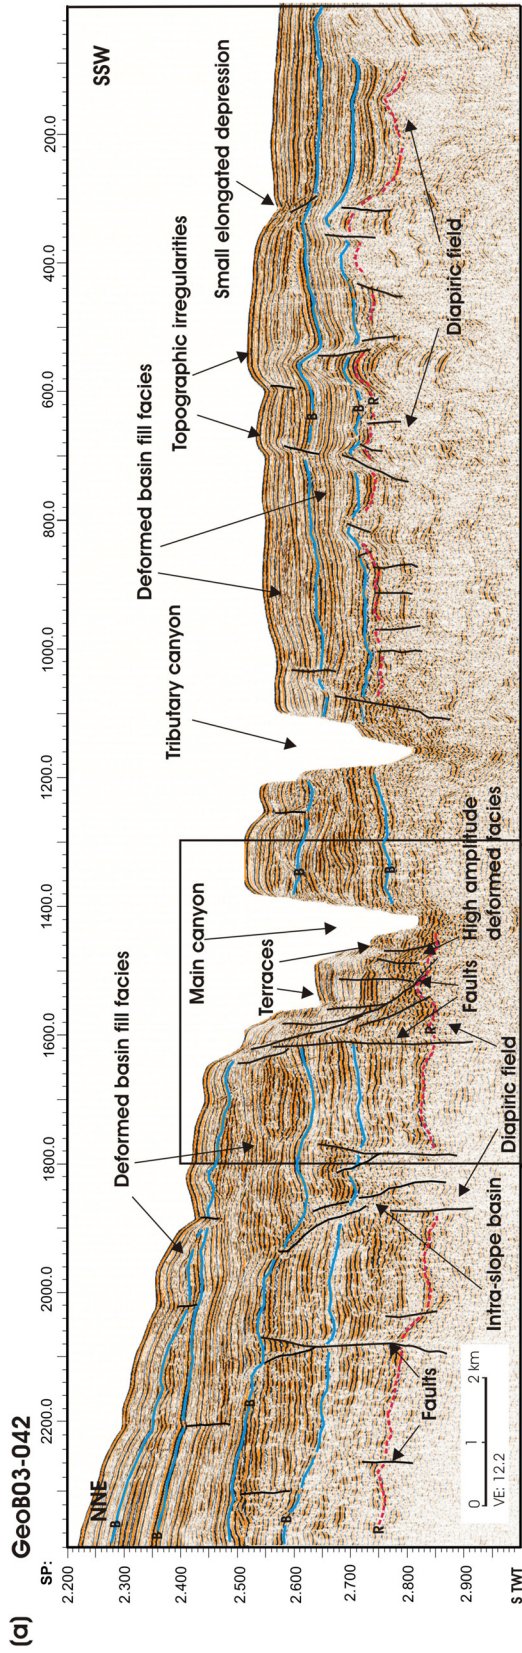 (a) GeoB03-042
SP: 2200.0 2000.0 1800.0 1600.0 1400.0 1200.0 1000.0 800.0 600.0 400.0 200.0
2.200
2.300
2.400
2.500
2.600
2.700
2.800
2.900
S TWT
NNE
SSW
Deformed basin fill facies
Main canyon
Terraces
Tributary canyon
Deformed basin fill facies
Topographic irregularities
Small elongated depression
B
B
B
B
B
B
B
B
R
R
R
Faults
Intra-slope basin
Diapiric field
Faults
High amplitude
deformed facies
Diapiric field
0 1 2 km
VE: 12.2